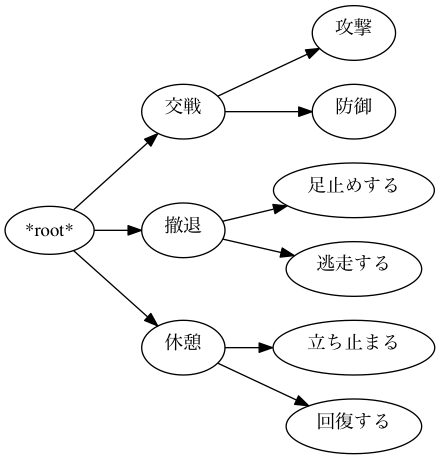 攻撃
交戦
防御
足止めする
*root*
撤退
逃走する
休憩
立ち止まる
回復する